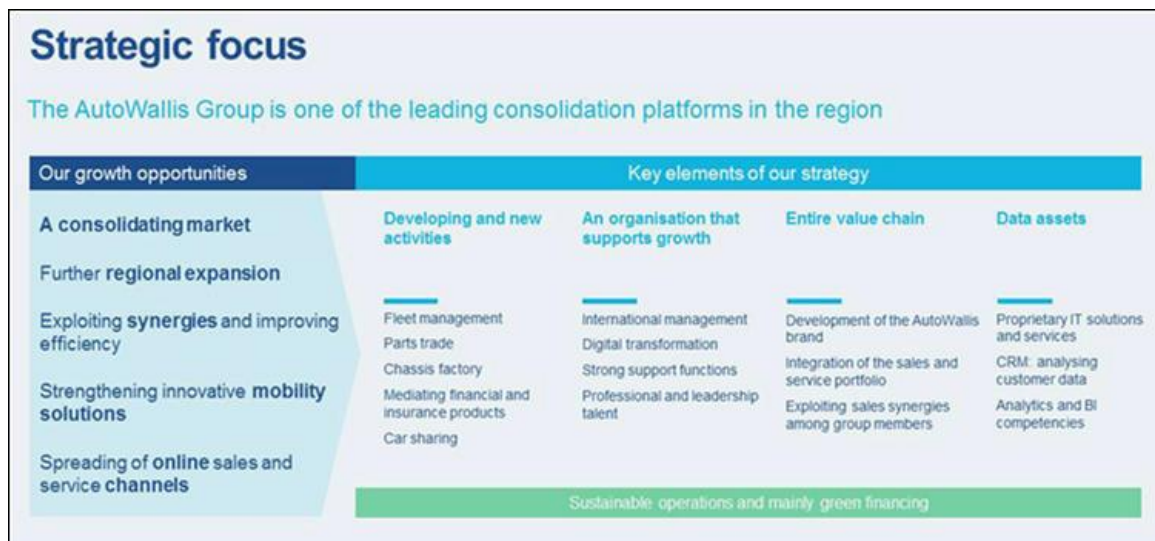 Strategic focus
The AutoWallis Group is one of the leading consolidation platforms in the region
Our growth opportunities
A consolidating market
Further regional expansion
Exploiting synergies and improving
efficiency
Strengthening innovative mobility
solutions
Spreading of online sales and
service channels
Key elements of our strategy
Developing and new
activities
Fleet management
Parts trade
Chassis factory
Mediating financial and
insurance products
Car sharing
An organisation that
supports growth
International management
Digital transformation
Strong support functions
Professional and leadership
talent
Entire value chain
Development of the AutoWallis
brand
Integration of the sales and
service portfolio
Exploiting sales synergies
among group members
Data assets
Proprietary IT solutions
and services
CRM: analysing
customer data
Analytics and BI
competencies
Sustainable operations and mainly green financing